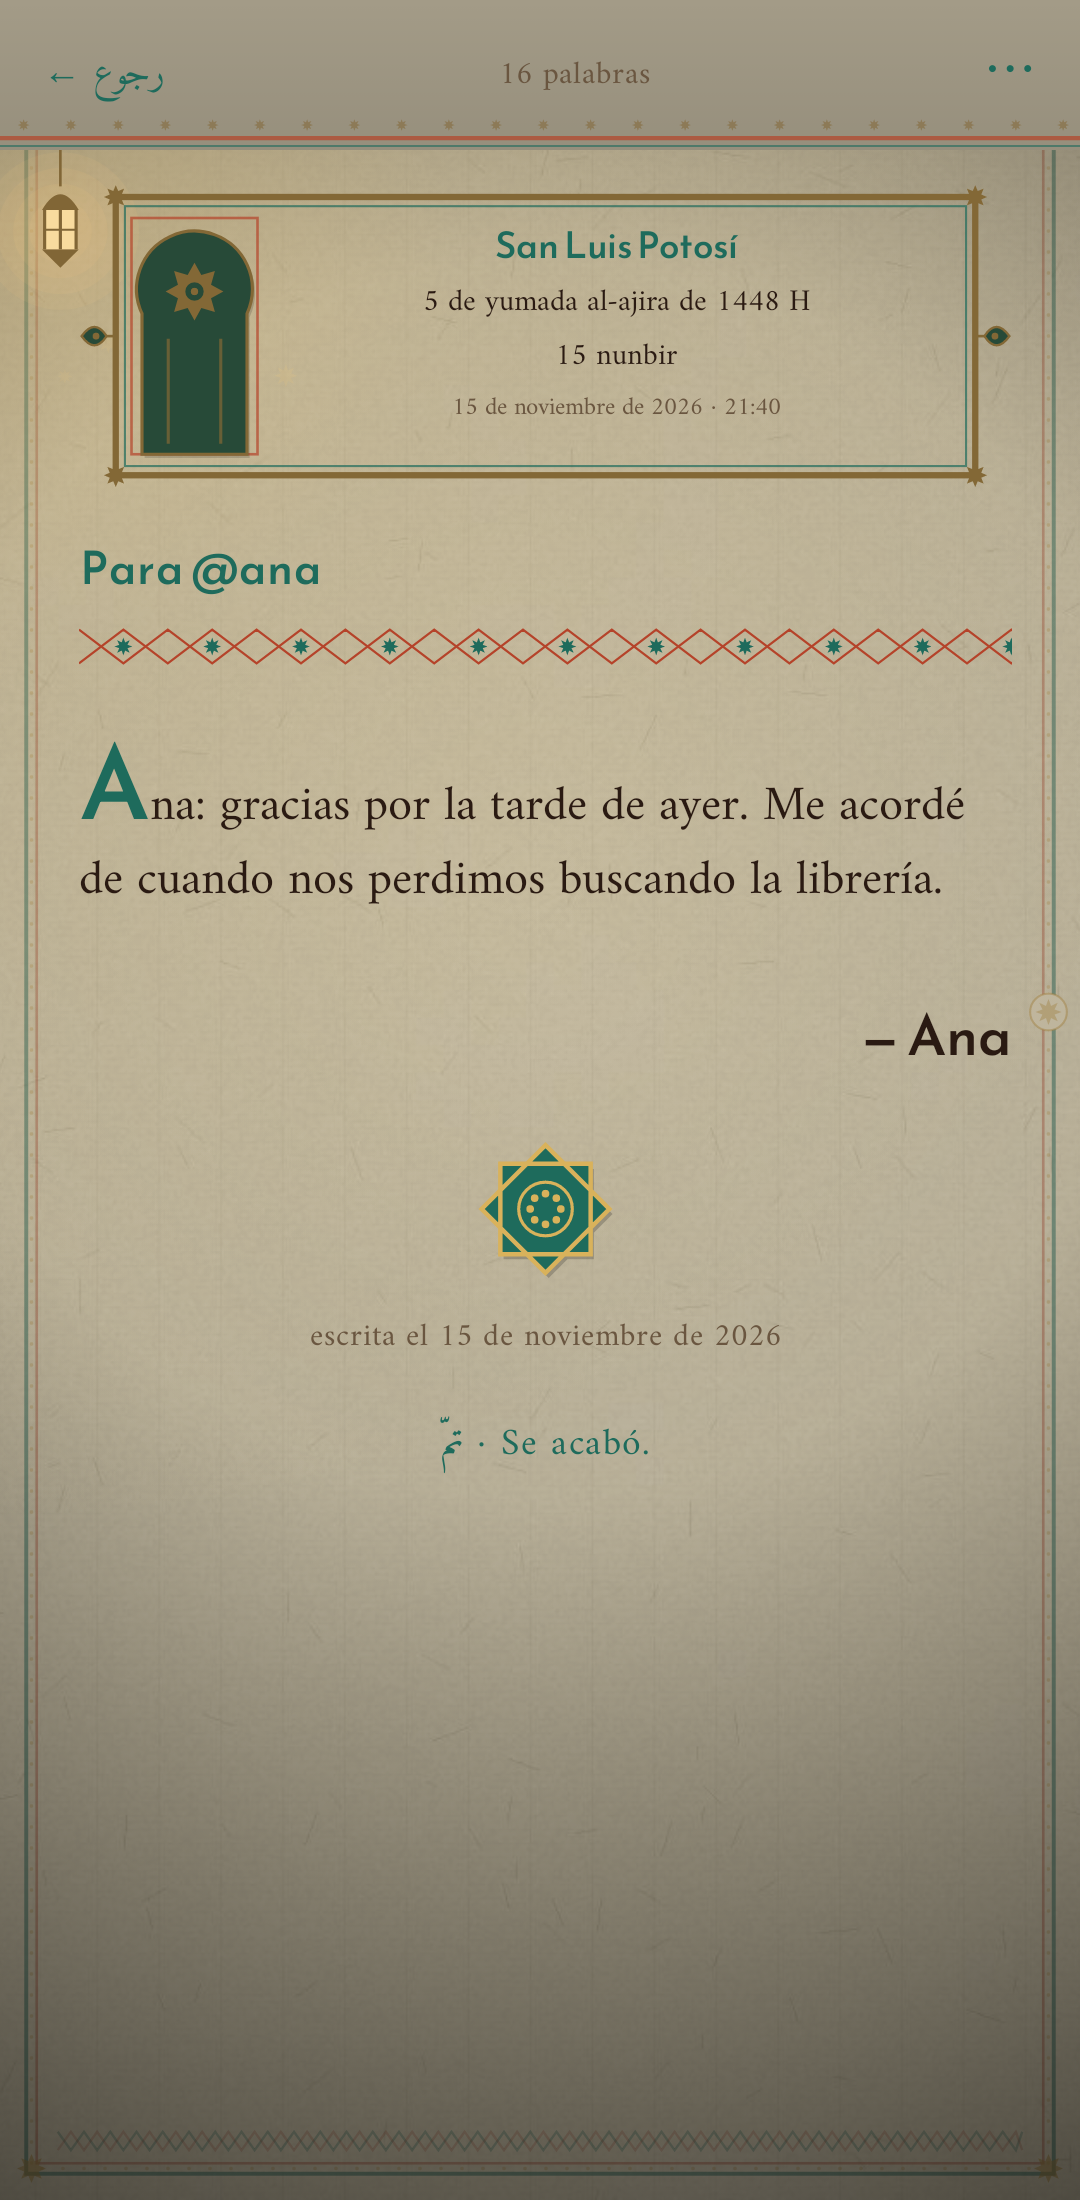 ← رجوع
16 palabras
...
San Luis Potosí
5 de yumada al-ajira de 1448 H
15 nunbir
15 de noviembre de 2026 · 21:40
Para @ana
Ana: gracias por la tarde de ayer. Me acordé
de cuando nos perdimos buscando la librería.
– Ana
escrita el 15 de noviembre de 2026
تمّ · Se acabó.